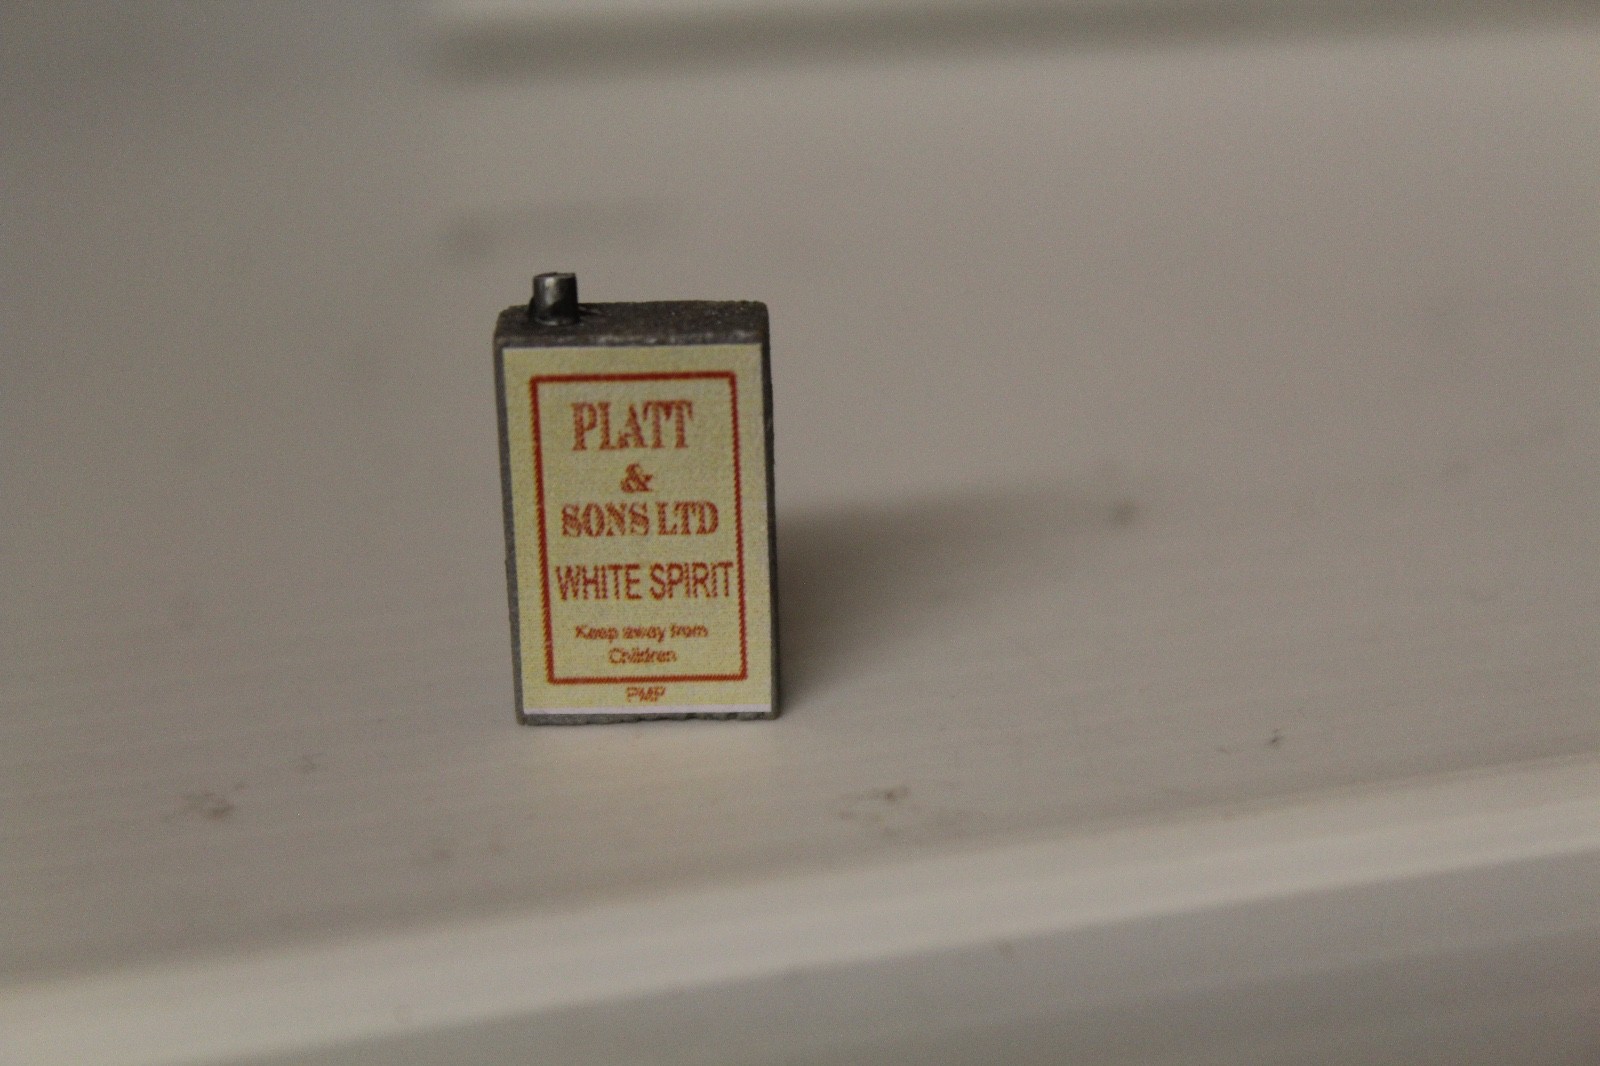 PLATT
&
SONS LTD
WHITE SPIRIT
Keep away from
Children
PMP